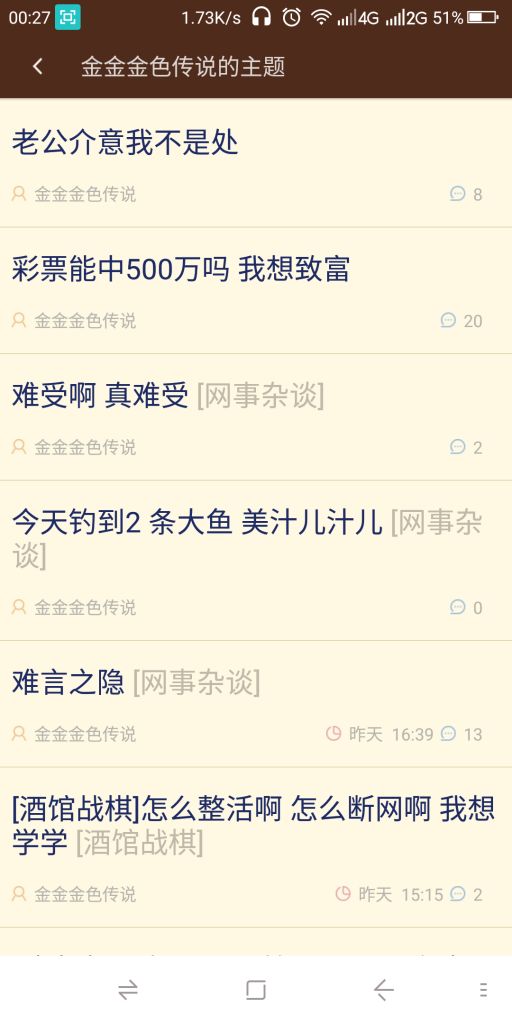 00:27 1.73K/s 4G 2G 51%
金金金色传说的主题
老公介意我不是处
金金金色传说 8
彩票能中500万吗 我想致富
金金金色传说 20
难受啊 真难受 [网事杂谈]
金金金色传说 2
今天钓到2 条大鱼 美汁儿汁儿 [网事杂
谈]
金金金色传说 0
难言之隐 [网事杂谈]
金金金色传说 昨天 16:39 13
[酒馆战棋]怎么整活啊 怎么断网啊 我想
学学 [酒馆战棋]
金金金色传说 昨天 15:15 2